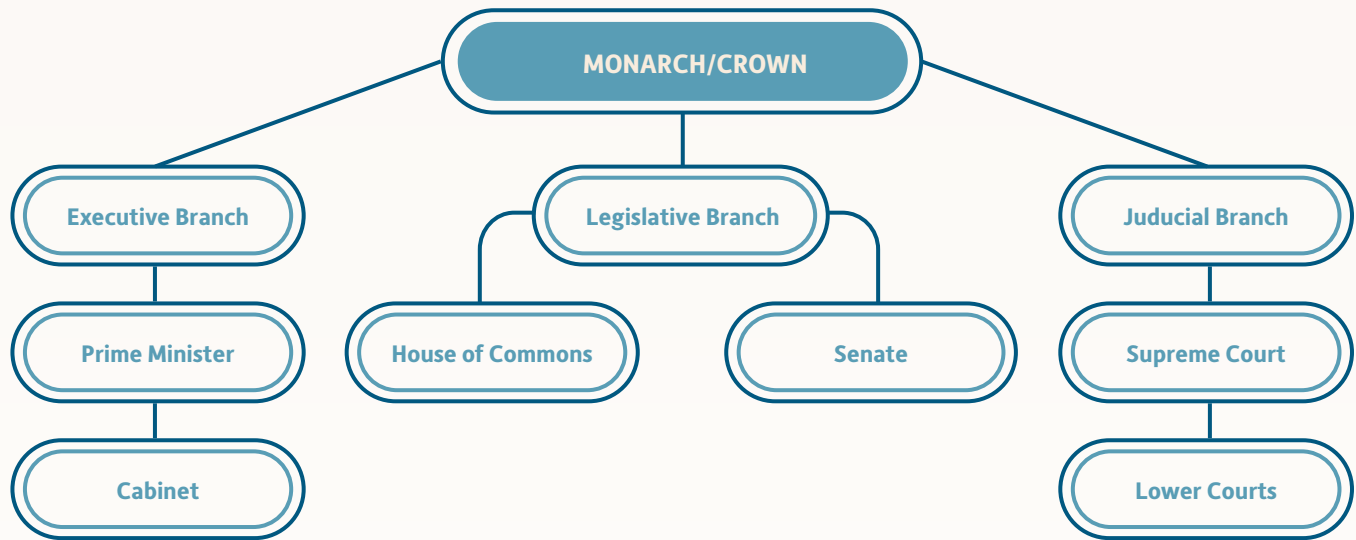 MONARCH/CROWN
Executive Branch
Legislative Branch
Juducial Branch
Prime Minister
House of Commons
Senate
Supreme Court
Cabinet
Lower Courts